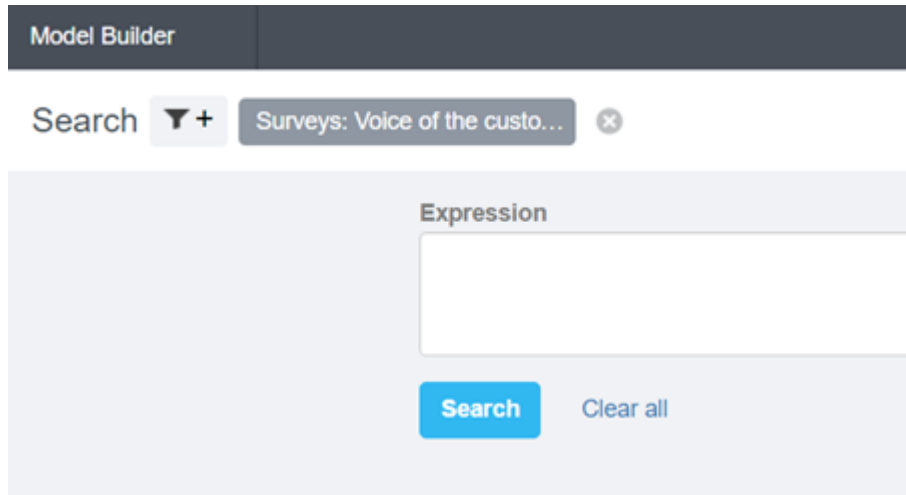 Model Builder
Search + Surveys: Voice of the custo...
Expression
Search Clear all